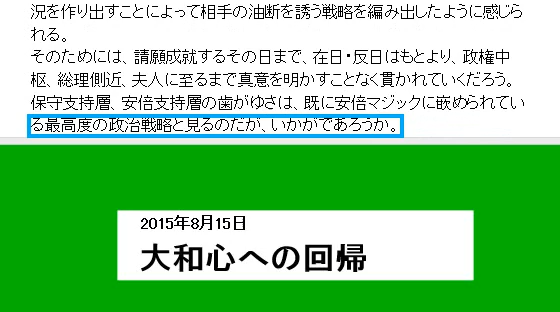 況を作り出すことによって相手の油断を誘う戦略を編み出したように感じら
れる。
そのためには、請願成就するその日まで、在日・反日はもとより、政権中
枢、総理側近、夫人に至るまで真意を明かすことなく貫かれていくだろう。
保守支持層、安倍支持層の歯がゆさは、既に安倍マジックに嵌められてい
る最高度の政治戦略と見るのだが、いかがであろうか。
2015年8月15日
大和心への回帰